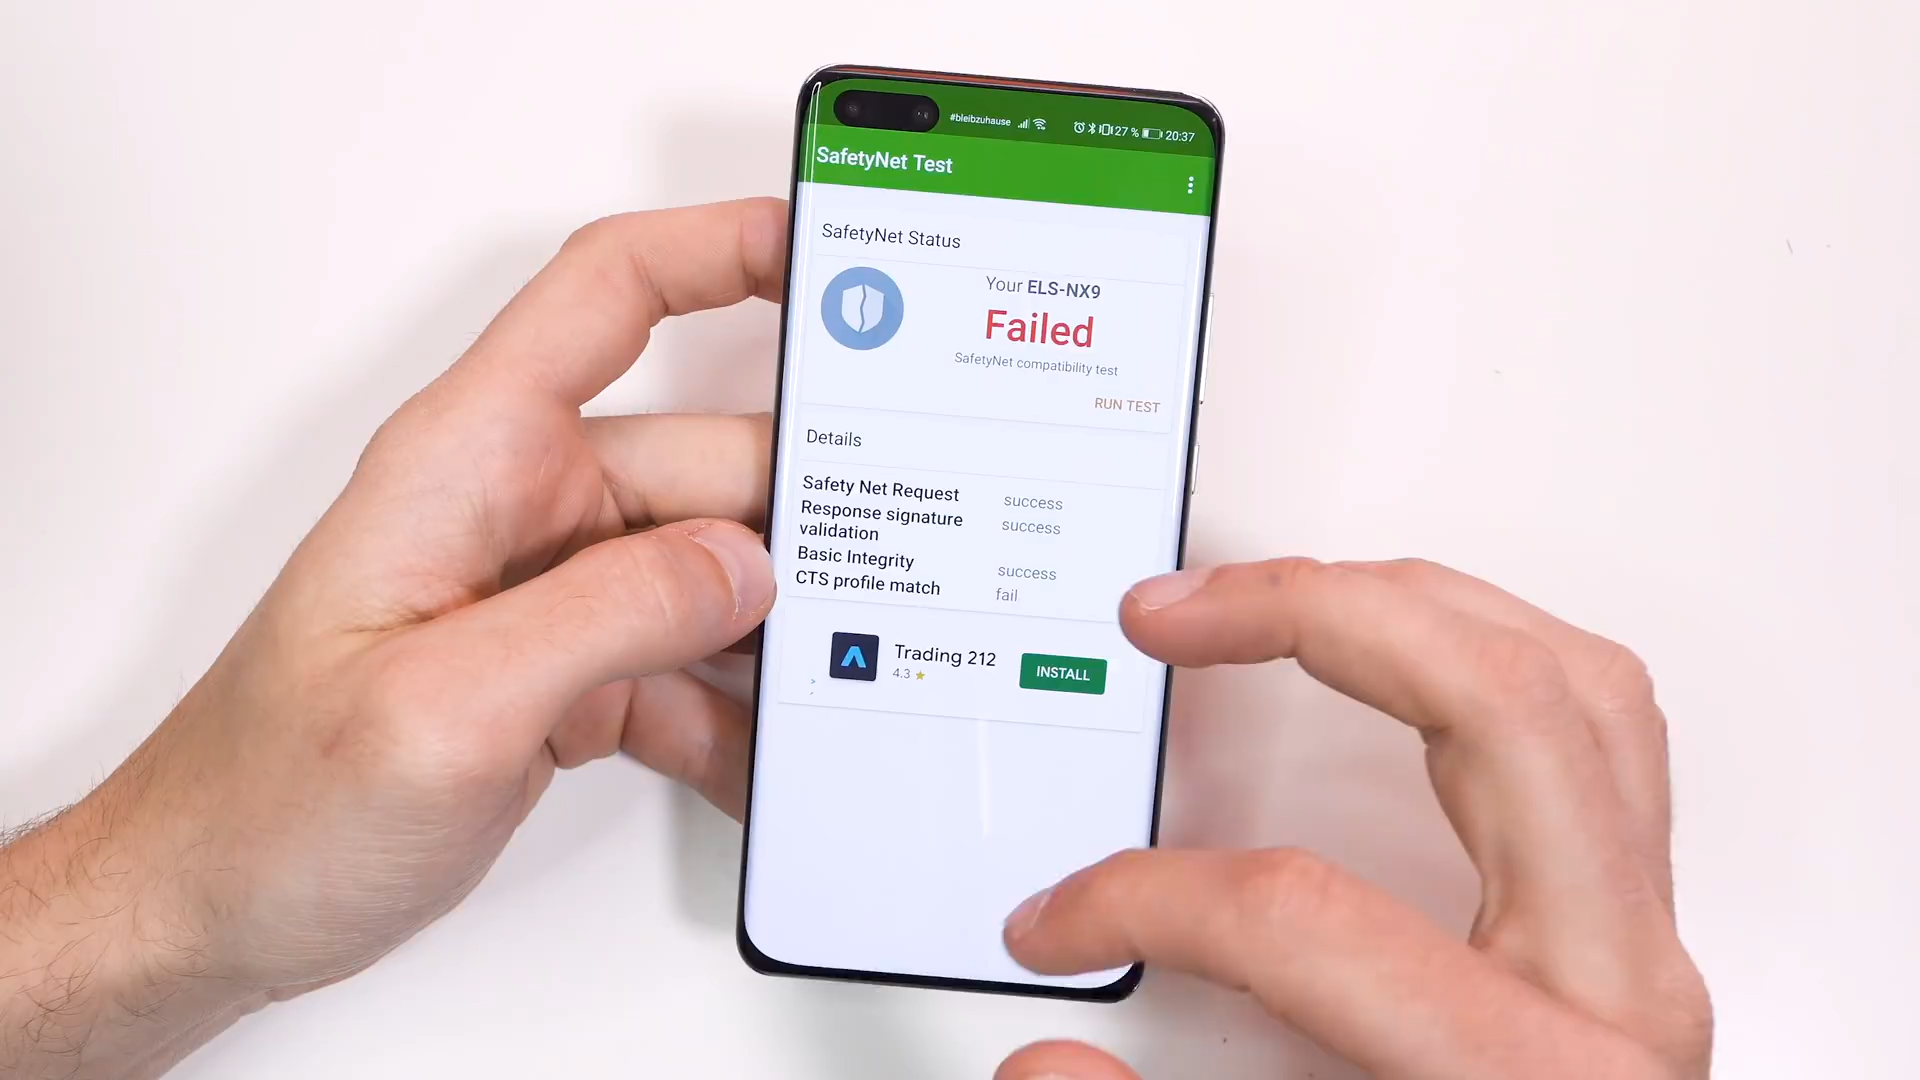 #bleibzuhause 27 % 20:37
SafetyNet Test
SafetyNet Status
Your ELS-NX9
Failed
SafetyNet compatibility test
RUN TEST
Details
Safety Net Request success
Response signature success
validation
Basic Integrity success
CTS profile match fail
Trading 212
4.3
INSTALL